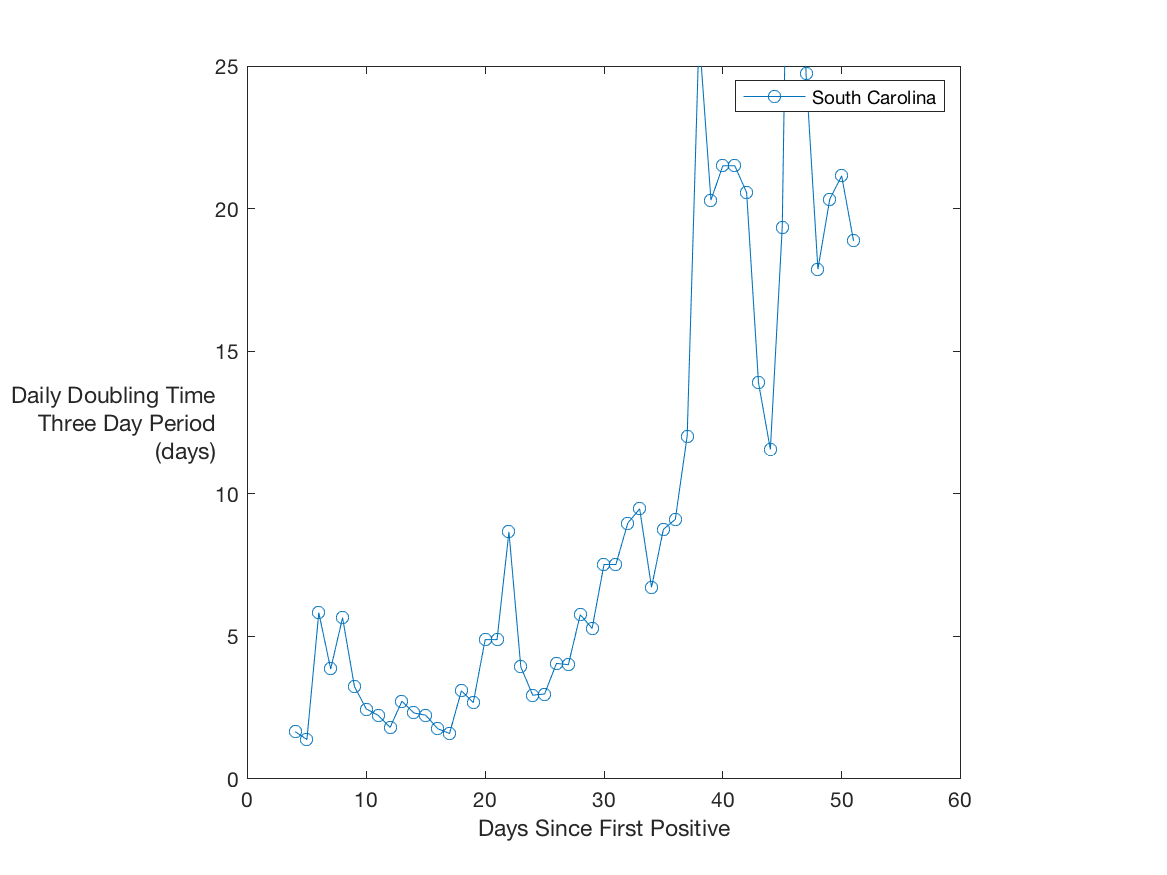 25
20
15
10
5
0
South Carolina
Daily Doubling Time
Three Day Period
(days)
0 10 20 30 40 50 60
Days Since First Positive